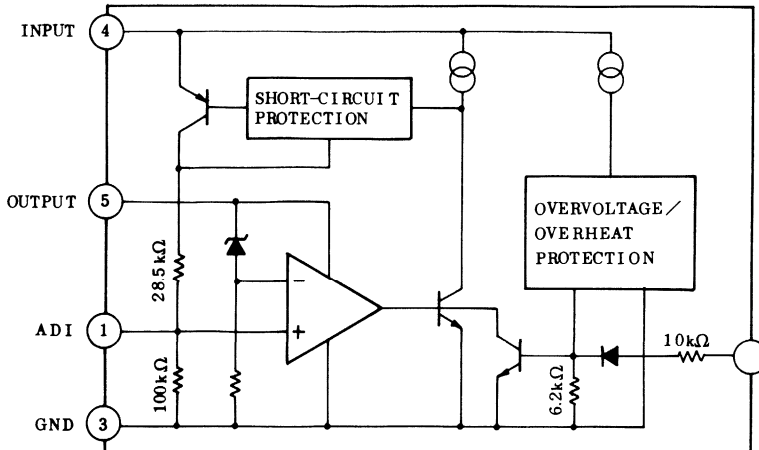 INPUT 4
SHORT-CIRCUIT
PROTECTION
OUTPUT 5
OVERVOLTAGE/
OVERHEAT
PROTECTION
28.5kΩ
−
ADI 1
+
10kΩ
100kΩ
6.2kΩ
GND 3